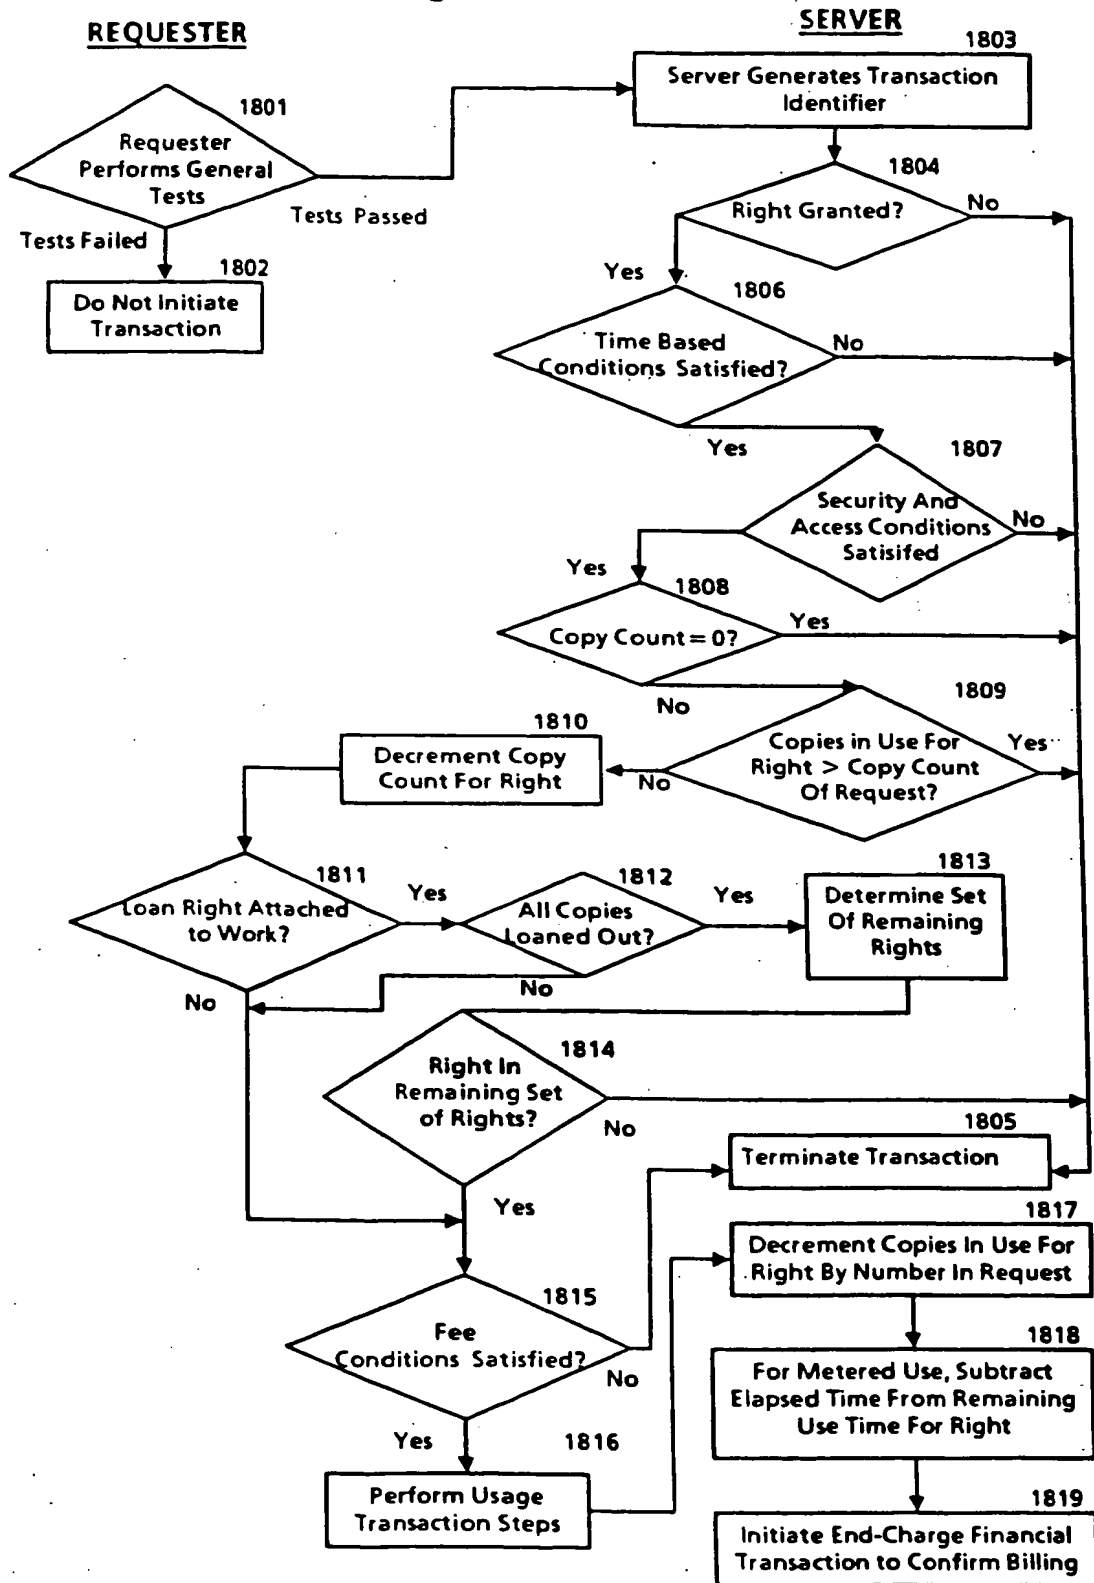 REQUESTER
SERVER
1801
Requester
Performs General
Tests
Tests Passed
Tests Failed
1802
Do Not Initiate
Transaction
1803
Server Generates Transaction
Identifier
1804
Right Granted?
No
Yes
1806
Time Based
Conditions Satisfied?
No
Yes
1807
Security And
Access Conditions
Satisifed
No
Yes
1808
Copy Count = 0?
Yes
No
1809
Copies in Use For
Right > Copy Count
Of Request?
Yes
No
1810
Decrement Copy
Count For Right
1811
Loan Right Attached
to Work?
Yes
No
1812
All Copies
Loaned Out?
Yes
No
1813
Determine Set
Of Remaining
Rights
1814
Right In
Remaining Set
of Rights?
No
Yes
1805
Terminate Transaction
1815
Fee
Conditions Satisfied?
No
Yes
1816
Perform Usage
Transaction Steps
1817
Decrement Copies In Use For
Right By Number In Request
1818
For Metered Use, Subtract
Elapsed Time From Remaining
Use Time For Right
1819
Initiate End-Charge Financial
Transaction to Confirm Billing